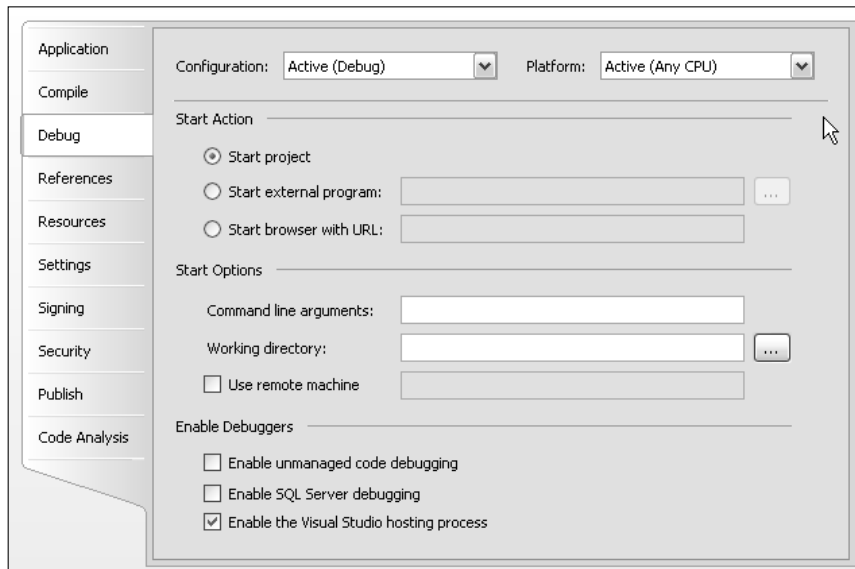 Application
Compile
Debug
References
Resources
Settings
Signing
Security
Publish
Code Analysis
Configuration: Active (Debug) Platform: Active (Any CPU)
Start Action
Start project
Start external program: ...
Start browser with URL:
Start Options
Command line arguments:
Working directory: ...
Use remote machine
Enable Debuggers
Enable unmanaged code debugging
Enable SQL Server debugging
Enable the Visual Studio hosting process